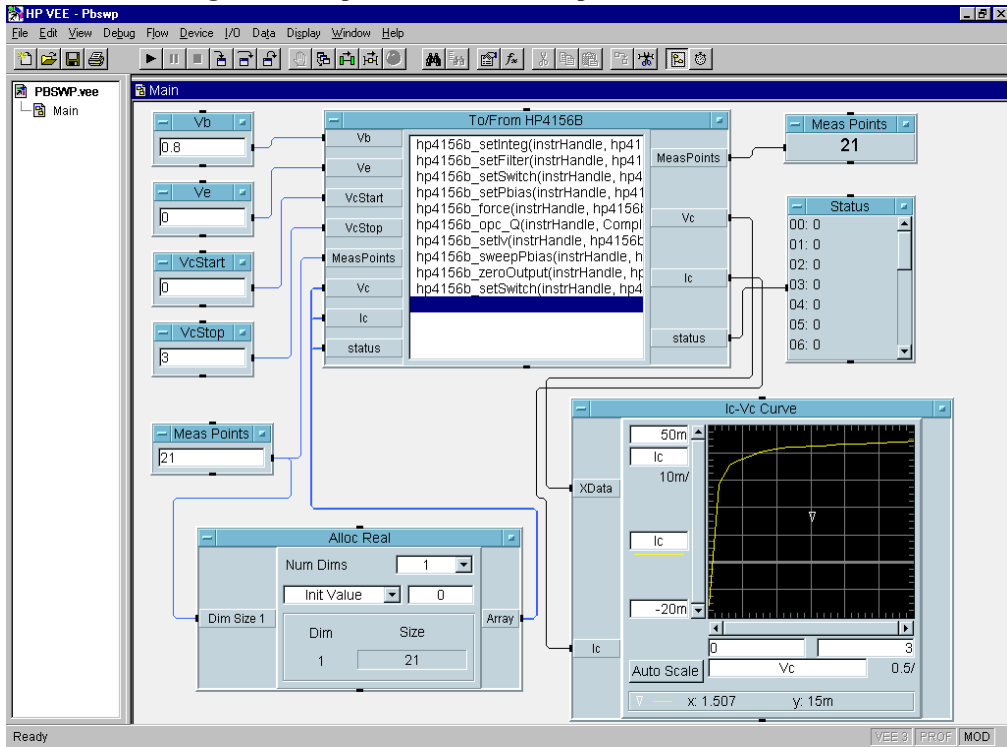 HP VEE - Pbswp
File Edit View Debug Flow Device I/O Data Display Window Help
PBSWP.vee
Main
Main
Vb
0.8
Ve
0
VcStart
0
VcStop
3
Meas Points
21
To/From HP4156B
Vb
Ve
VcStart
VcStop
MeasPoints
Vc
Ic
status
hp4156b_setInteg(instrHandle, hp41
hp4156b_setFilter(instrHandle, hp41
hp4156b_setSwitch(instrHandle, hp4
hp4156b_setPbias(instrHandle, hp41
hp4156b_force(instrHandle, hp4156b
hp4156b_opc_Q(instrHandle, Compl
hp4156b_setIv(instrHandle, hp4156b
hp4156b_sweepPbias(instrHandle, h
hp4156b_zeroOutput(instrHandle, hp
hp4156b_setSwitch(instrHandle, hp4
MeasPoints
Vc
Ic
status
Meas Points
21
Status
00: 0
01: 0
02: 0
03: 0
04: 0
05: 0
06: 0
Alloc Real
Num Dims 1
Init Value 0
Dim Size 1
Dim Size
1 21
Array
Ic-Vc Curve
XData
Ic
50m
Ic
10m/
Ic
-20m
0 3
Auto Scale Vc 0.5/
x: 1.507 y: 15m
Ready
VEE 3 PROF MOD